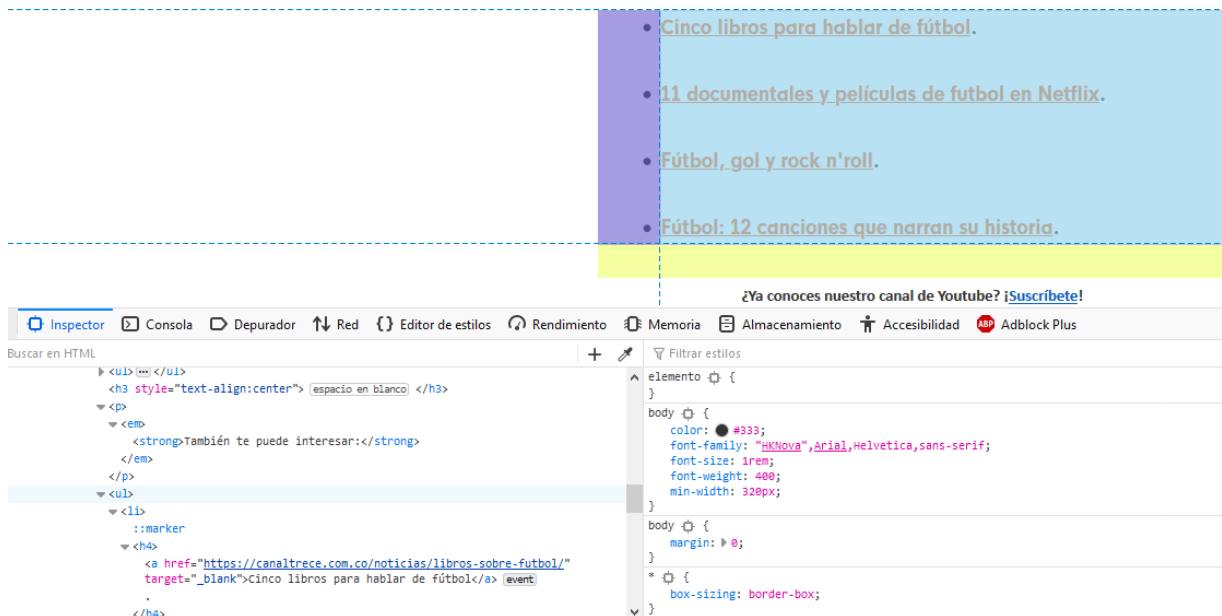 • Cinco libros para hablar de fútbol.
• 11 documentales y películas de futbol en Netflix.
• Fútbol, gol y rock n'roll.
• Fútbol: 12 canciones que narran su historia.
¿Ya conoces nuestro canal de Youtube? ¡Suscríbete!
Inspector Consola Depurador Red Editor de estilos Rendimiento Memoria Almacenamiento Accesibilidad ABP Adblock Plus
Buscar en HTML
<ul> ... </ul>
<h3 style="text-align:center"> espacio en blanco </h3>
<p>
<em>
<strong>También te puede interesar:</strong>
</em>
</p>
<ul>
<li>
::marker
<h4>
<a href="https://canaltrece.com.co/noticias/libros-sobre-futbol/"
target="_blank">Cinco libros para hablar de fútbol</a> event
.
</h4>
Filtrar estilos
elemento {
}
body {
color: #333;
font-family: "HKNova",Arial,Helvetica,sans-serif;
font-size: 1rem;
font-weight: 400;
min-width: 320px;
}
body {
margin: 0;
}
* {
box-sizing: border-box;
}